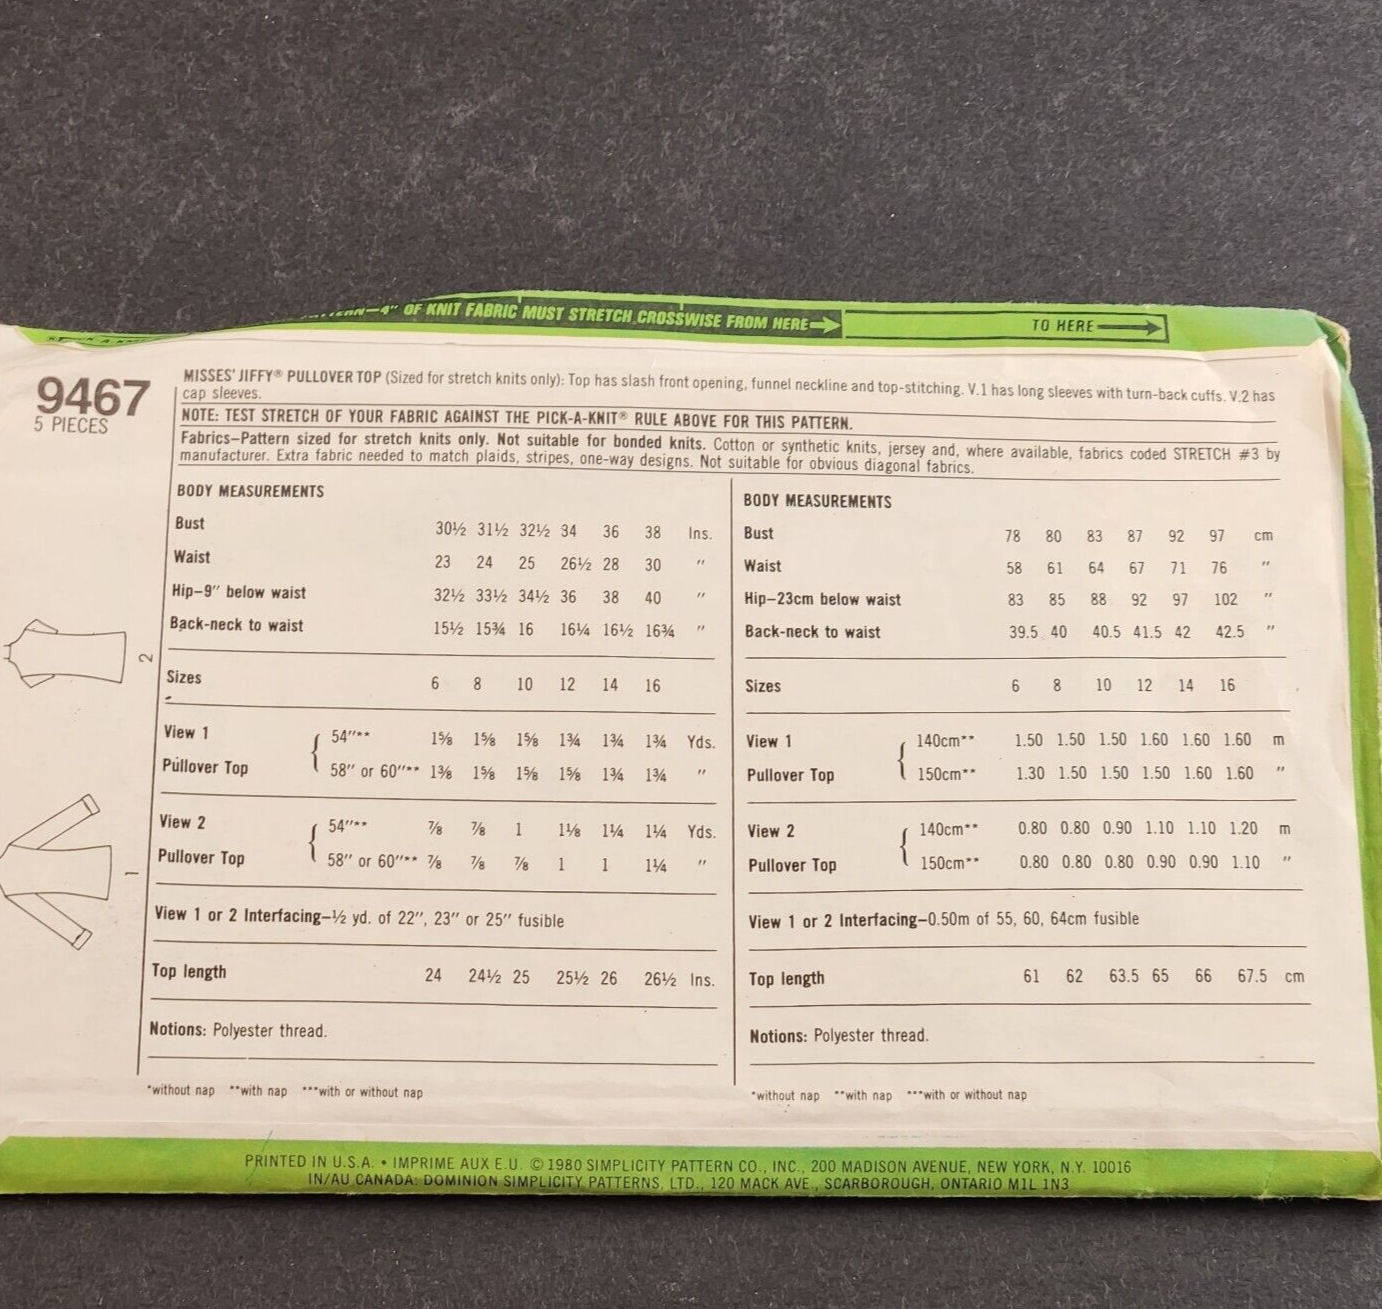 4" OF KNIT FABRIC MUST STRETCH CROSSWISE FROM HERE
TO HERE
9467
5 PIECES
MISSES' JIFFY® PULLOVER TOP (Sized for stretch knits only): Top has slash front opening, funnel neckline and top-stitching. V.1 has long sleeves with turn-back cuffs. V.2 has
cap sleeves.
NOTE: TEST STRETCH OF YOUR FABRIC AGAINST THE PICK-A-KNIT® RULE ABOVE FOR THIS PATTERN.
Fabrics—Pattern sized for stretch knits only. Not suitable for bonded knits. Cotton or synthetic knits, jersey and, where available, fabrics coded STRETCH #3 by
manufacturer. Extra fabric needed to match plaids, stripes, one-way designs. Not suitable for obvious diagonal fabrics.
BODY MEASUREMENTS
Bust 30½ 31½ 32½ 34 36 38 Ins.
Waist 23 24 25 26½ 28 30 "
Hip—9" below waist 32½ 33½ 34½ 36 38 40 "
Back-neck to waist 15½ 15¾ 16 16¼ 16½ 16¾ "
Sizes 6 8 10 12 14 16
View 1 54"** 1⅝ 1⅝ 1⅝ 1¾ 1¾ 1¾ Yds.
Pullover Top 58" or 60"** 1⅜ 1⅝ 1⅝ 1⅝ 1¾ 1¾ "
View 2 54"** ⅞ ⅞ 1 1⅛ 1¼ 1¼ Yds.
Pullover Top 58" or 60"** ⅞ ⅞ ⅞ 1 1 1¼ "
View 1 or 2 Interfacing—½ yd. of 22", 23" or 25" fusible
Top length 24 24½ 25 25½ 26 26½ Ins.
Notions: Polyester thread.
*without nap **with nap ***with or without nap
BODY MEASUREMENTS
Bust 78 80 83 87 92 97 cm
Waist 58 61 64 67 71 76 "
Hip—23cm below waist 83 85 88 92 97 102 "
Back-neck to waist 39.5 40 40.5 41.5 42 42.5 "
Sizes 6 8 10 12 14 16
View 1 140cm** 1.50 1.50 1.50 1.60 1.60 1.60 m
Pullover Top 150cm** 1.30 1.50 1.50 1.50 1.60 1.60 "
View 2 140cm** 0.80 0.80 0.90 1.10 1.10 1.20 m
Pullover Top 150cm** 0.80 0.80 0.80 0.90 0.90 1.10 "
View 1 or 2 Interfacing—0.50m of 55, 60, 64cm fusible
Top length 61 62 63.5 65 66 67.5 cm
Notions: Polyester thread.
*without nap **with nap ***with or without nap
2
1
PRINTED IN U.S.A. • IMPRIME AUX E.U. ©1980 SIMPLICITY PATTERN CO., INC., 200 MADISON AVENUE, NEW YORK, N.Y. 10016
IN/AU CANADA: DOMINION SIMPLICITY PATTERNS, LTD., 120 MACK AVE., SCARBOROUGH, ONTARIO M1L 1N3